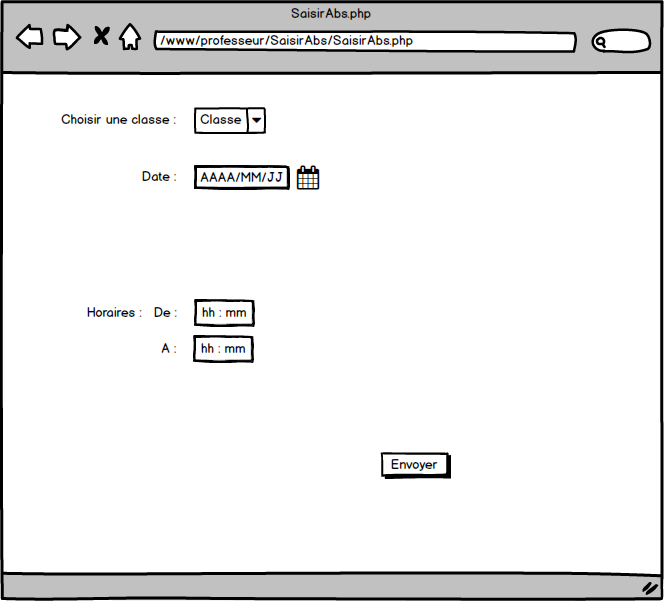 SaisirAbs.php
/www/professeur/SaisirAbs/SaisirAbs.php
Choisir une classe : Classe
Date : AAAA/MM/JJ
Horaires : De : hh : mm
A : hh : mm
Envoyer